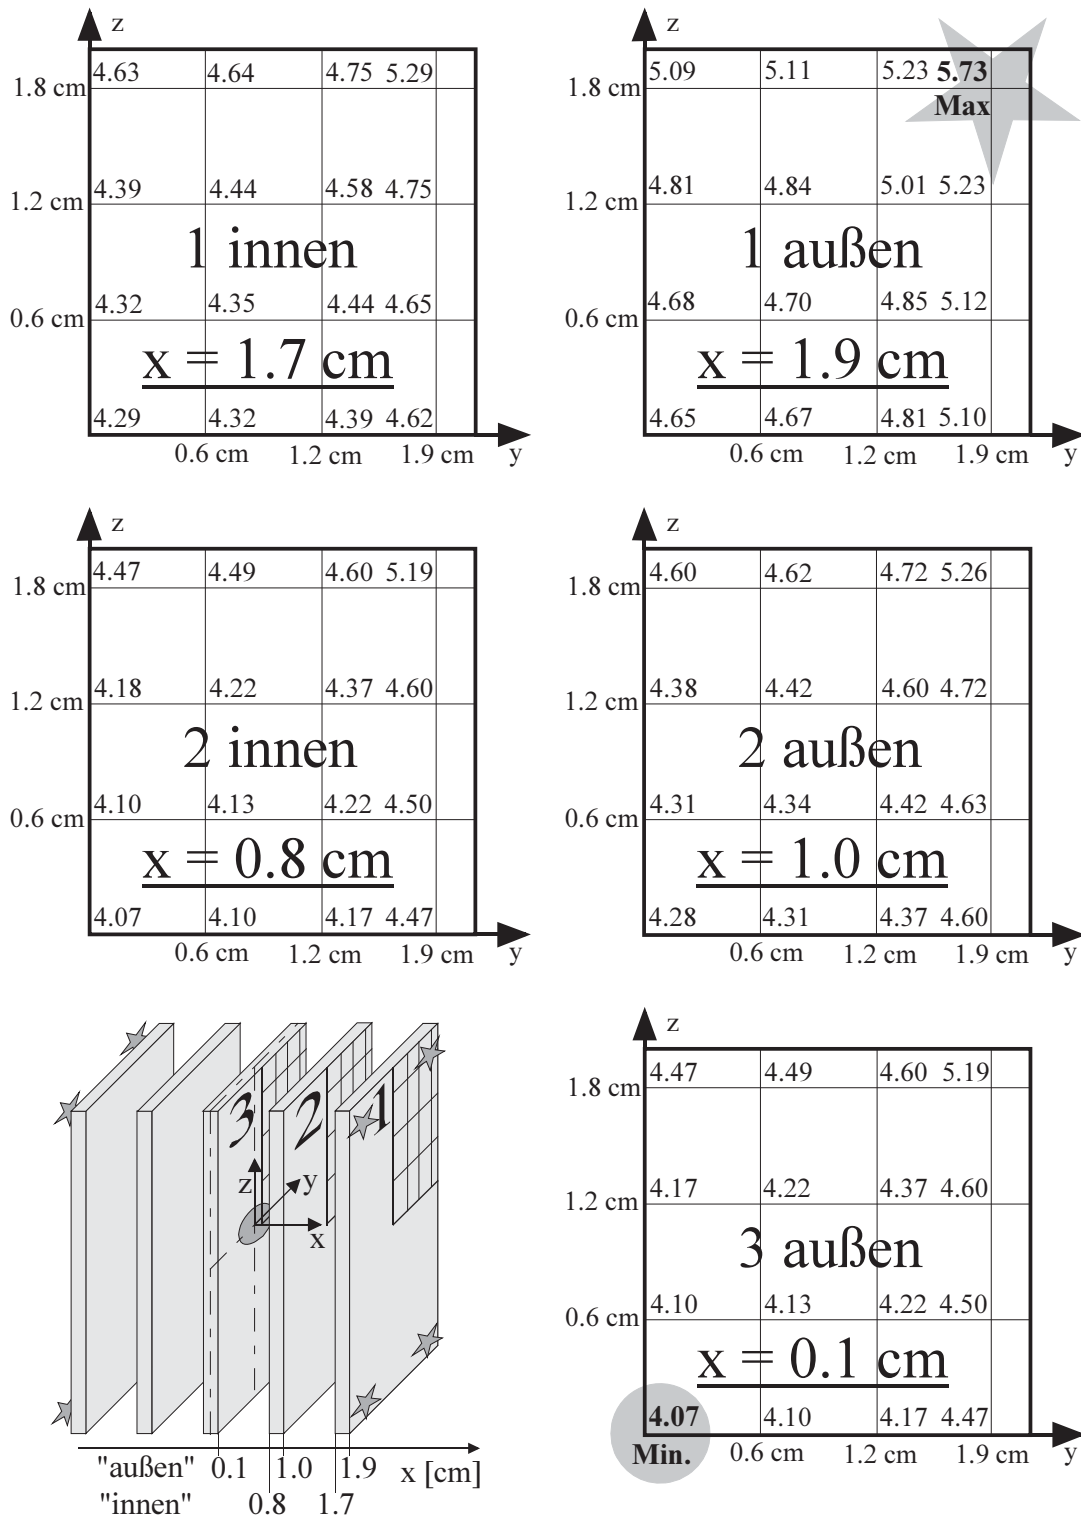 z
4.63 4.64 4.75 5.29
1.8 cm
4.39 4.44 4.58 4.75
1.2 cm
1 innen
4.32 4.35 4.44 4.65
0.6 cm
x = 1.7 cm
4.29 4.32 4.39 4.62
0.6 cm 1.2 cm 1.9 cm y
z
5.09 5.11 5.23 5.73
1.8 cm Max
4.81 4.84 5.01 5.23
1.2 cm
1 außen
4.68 4.70 4.85 5.12
0.6 cm
x = 1.9 cm
4.65 4.67 4.81 5.10
0.6 cm 1.2 cm 1.9 cm y
z
4.47 4.49 4.60 5.19
1.8 cm
4.18 4.22 4.37 4.60
1.2 cm
2 innen
4.10 4.13 4.22 4.50
0.6 cm
x = 0.8 cm
4.07 4.10 4.17 4.47
0.6 cm 1.2 cm 1.9 cm y
z
4.60 4.62 4.72 5.26
1.8 cm
4.38 4.42 4.60 4.72
1.2 cm
2 außen
4.31 4.34 4.42 4.63
0.6 cm
x = 1.0 cm
4.28 4.31 4.37 4.60
0.6 cm 1.2 cm 1.9 cm y
3 2 1
z y
x
"außen" 0.1 1.0 1.9 x [cm]
"innen" 0.8 1.7
z
4.47 4.49 4.60 5.19
1.8 cm
4.17 4.22 4.37 4.60
1.2 cm
3 außen
4.10 4.13 4.22 4.50
0.6 cm
x = 0.1 cm
4.07 4.10 4.17 4.47
Min. 0.6 cm 1.2 cm 1.9 cm y